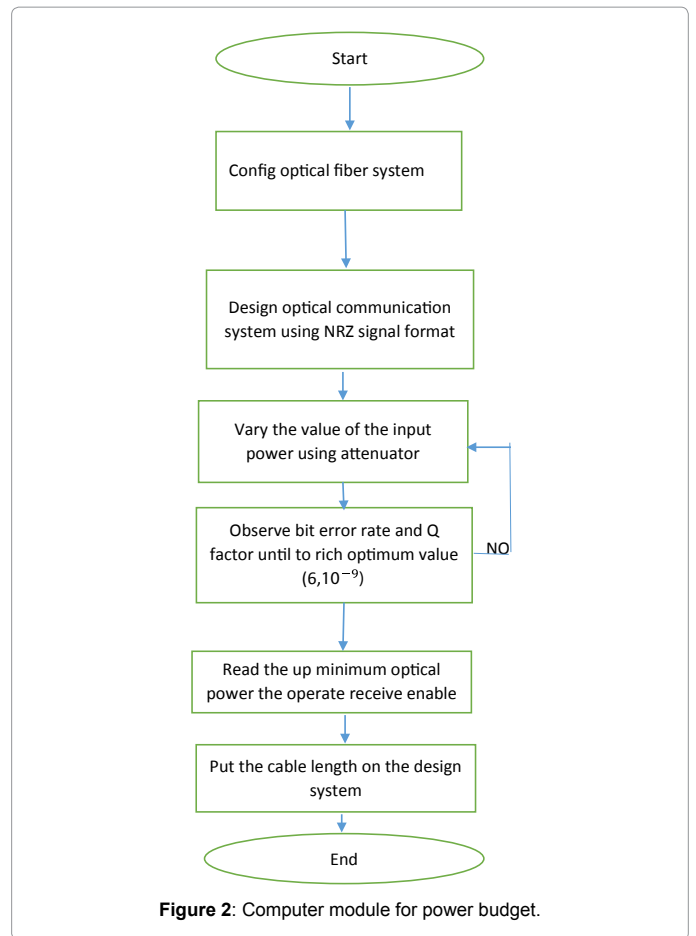 Start
Config optical fiber system
Design optical communication
system using NRZ signal format
Vary the value of the input
power using attenuator
Observe bit error rate and Q
factor until to rich optimum value
(6,10⁻⁹)
NO
Read the up minimum optical
power the operate receive enable
Put the cable length on the design
system
End
Figure 2: Computer module for power budget.